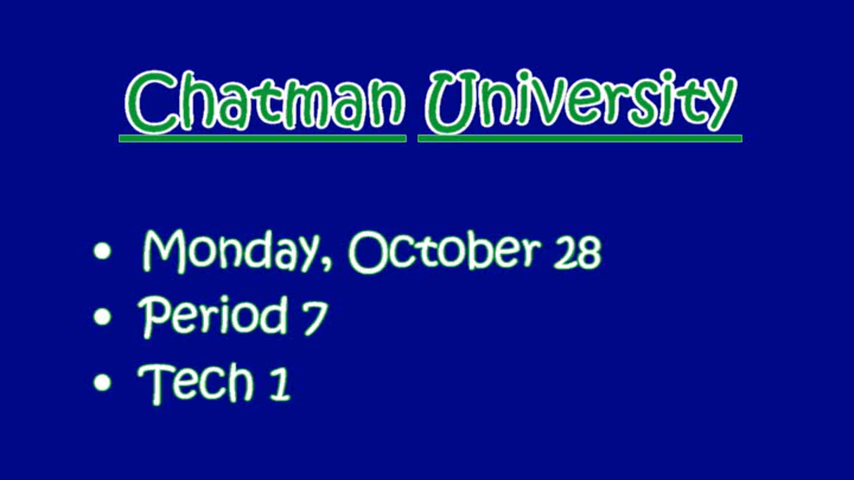 Chatman University
• Monday, October 28
• Period 7
• Tech 1